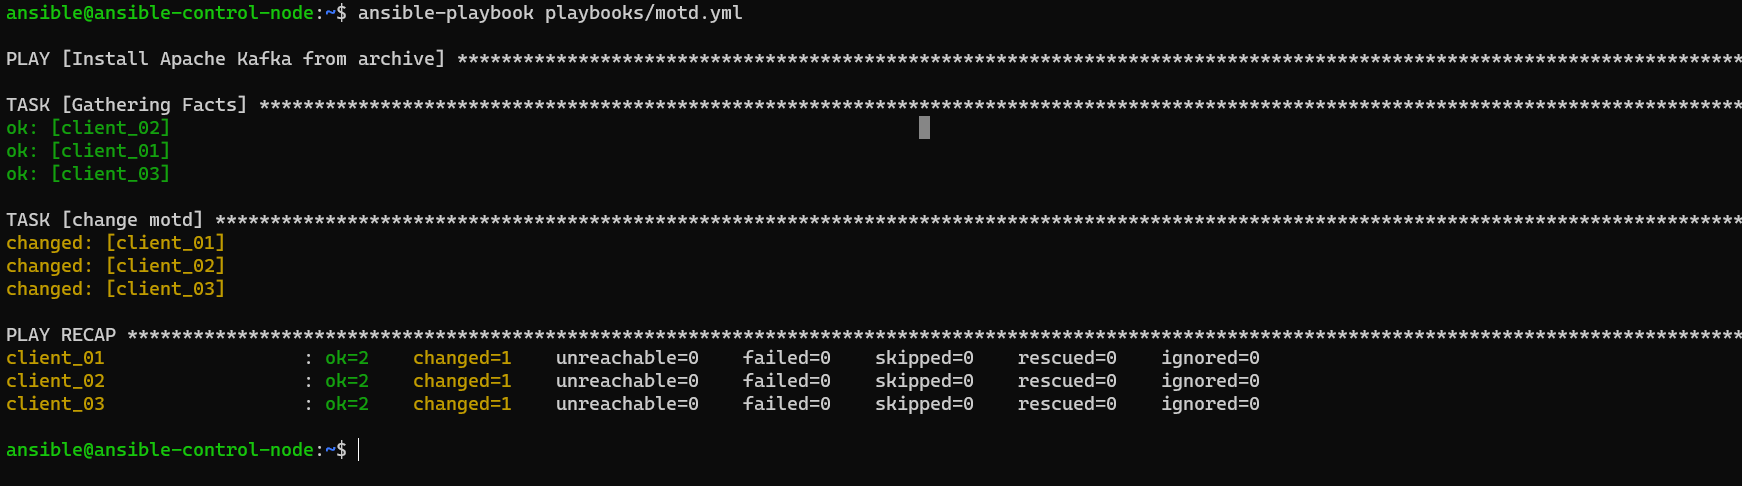 ansible@ansible-control-node:~$ ansible-playbook playbooks/motd.yml
PLAY [Install Apache Kafka from archive] *********************************************************************************************************************
TASK [Gathering Facts] ***************************************************************************************************************************************
ok: [client_02]
ok: [client_01]
ok: [client_03]
TASK [change motd] *******************************************************************************************************************************************
changed: [client_01]
changed: [client_02]
changed: [client_03]
PLAY RECAP ***************************************************************************************************************************************************
client_01                  : ok=2    changed=1    unreachable=0    failed=0    skipped=0    rescued=0    ignored=0
client_02                  : ok=2    changed=1    unreachable=0    failed=0    skipped=0    rescued=0    ignored=0
client_03                  : ok=2    changed=1    unreachable=0    failed=0    skipped=0    rescued=0    ignored=0
ansible@ansible-control-node:~$